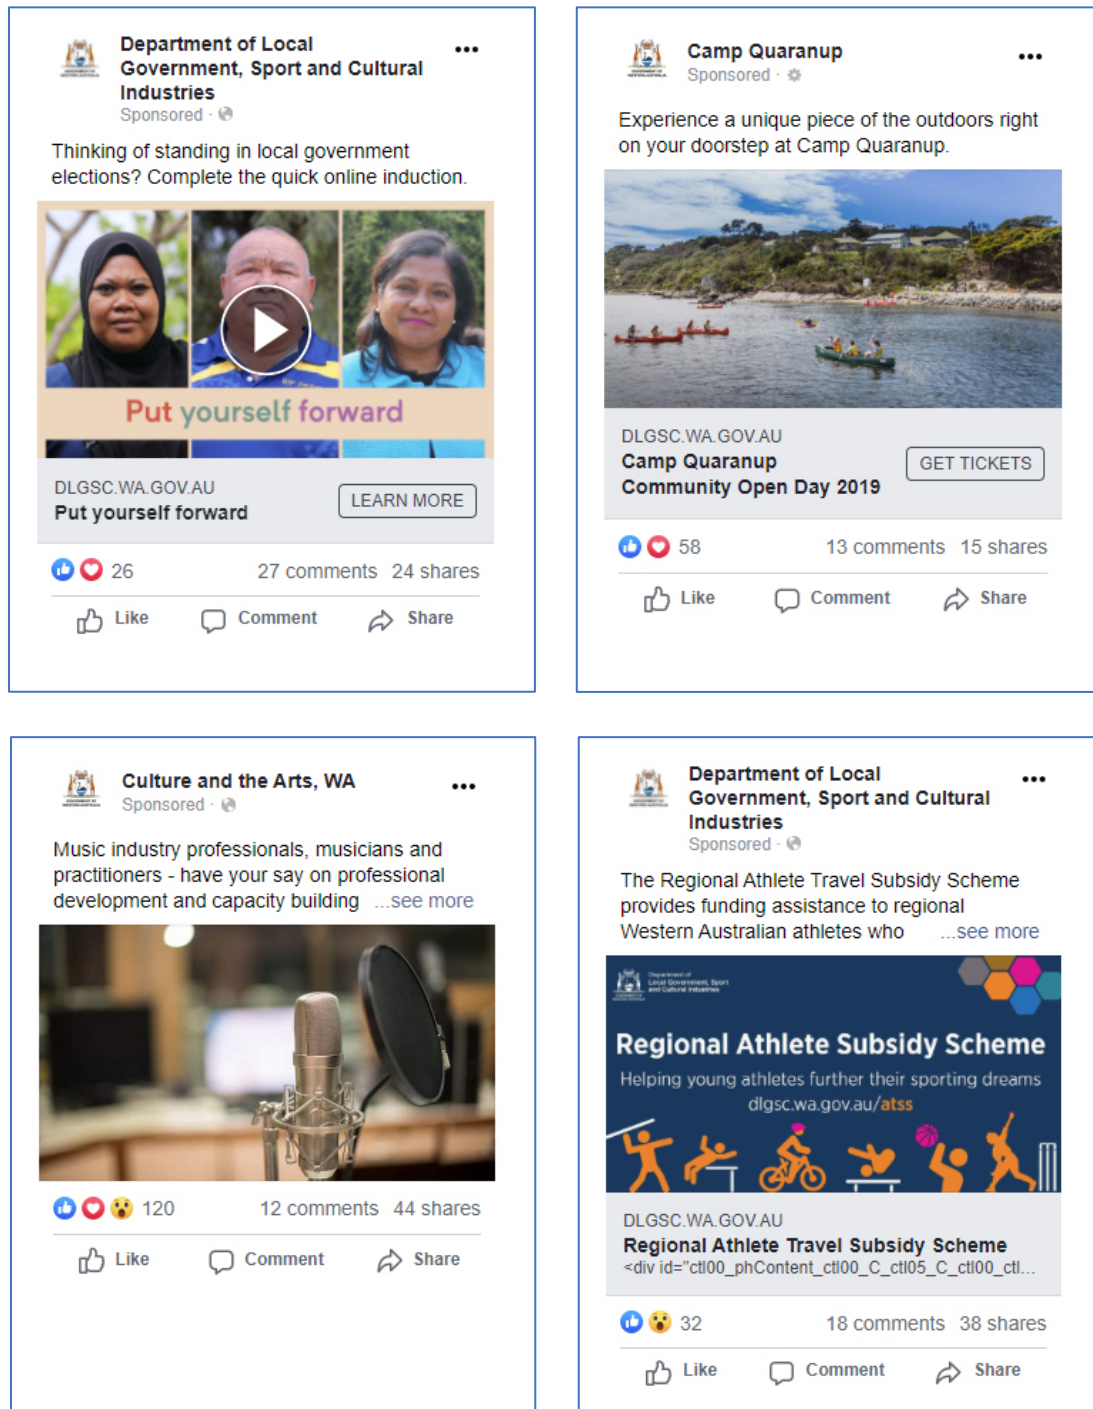 Department of Local
Government, Sport and Cultural
Industries
Sponsored ·
Thinking of standing in local government
elections? Complete the quick online induction.
Put yourself forward
DLGSC.WA.GOV.AU
Put yourself forward
LEARN MORE
26
27 comments 24 shares
Like Comment Share
Camp Quaranup
Sponsored ·
Experience a unique piece of the outdoors right
on your doorstep at Camp Quaranup.
DLGSC.WA.GOV.AU
Camp Quaranup
Community Open Day 2019
GET TICKETS
58
13 comments 15 shares
Like Comment Share
Culture and the Arts, WA
Sponsored ·
Music industry professionals, musicians and
practitioners - have your say on professional
development and capacity building ...see more
120
12 comments 44 shares
Like Comment Share
Department of Local
Government, Sport and Cultural
Industries
Sponsored ·
The Regional Athlete Travel Subsidy Scheme
provides funding assistance to regional
Western Australian athletes who ...see more
Department of
Local Government, Sport
and Cultural Industries
Regional Athlete Subsidy Scheme
Helping young athletes further their sporting dreams
dlgsc.wa.gov.au/atss
DLGSC.WA.GOV.AU
Regional Athlete Travel Subsidy Scheme
<div id="ctl00_phContent_ctl00_C_ctl05_C_ctl00_ctl...
32
18 comments 38 shares
Like Comment Share